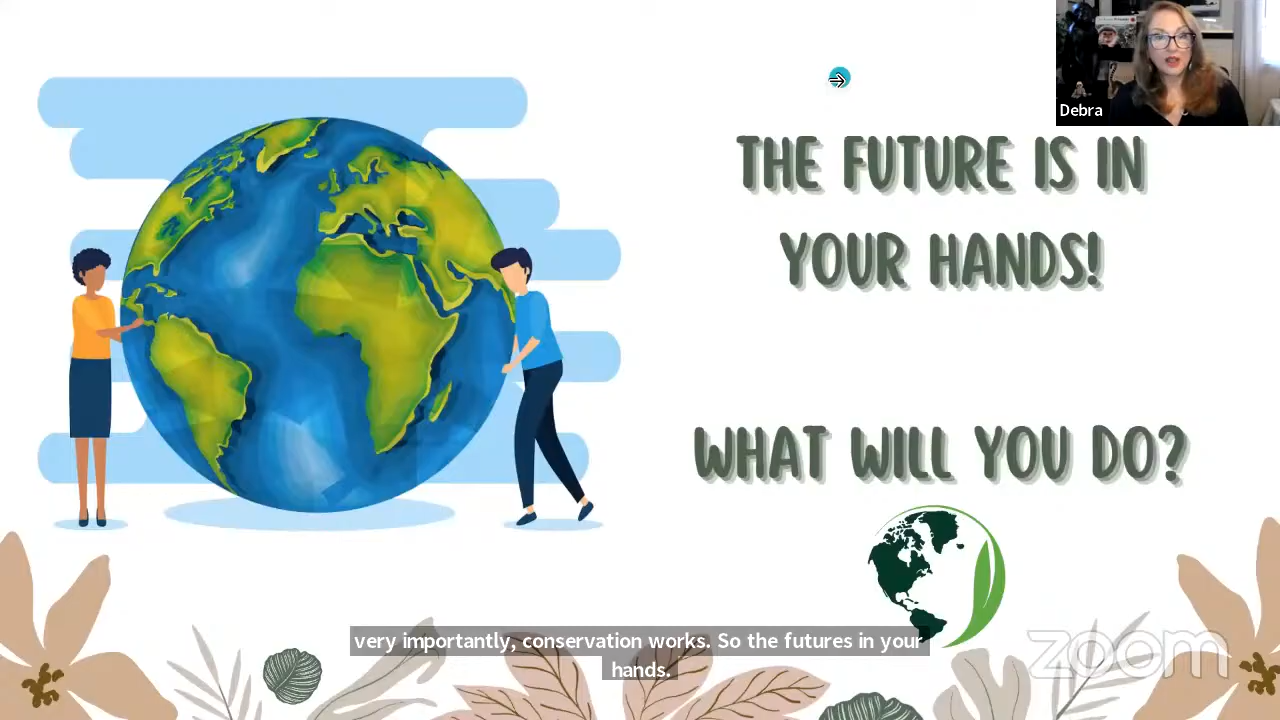 Debra
THE FUTURE IS IN
YOUR HANDS!
WHAT WILL YOU DO?
very importantly, conservation works. So the futures in your
hands.
zoom